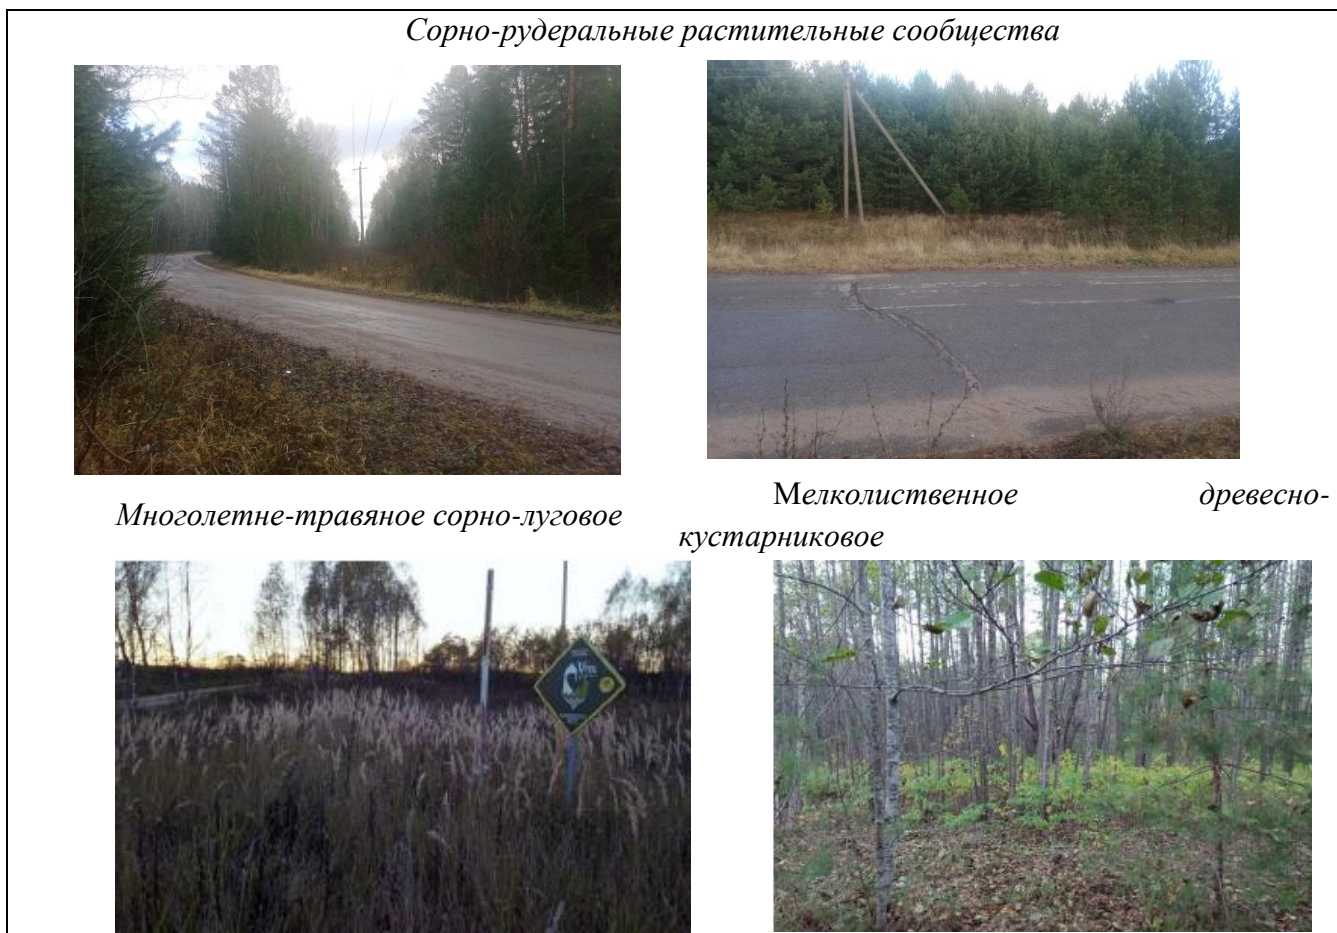 Сорно-рудеральные растительные сообщества
Многолетне-травяное сорно-луговое
Мелколиственное древесно-
кустарниковое